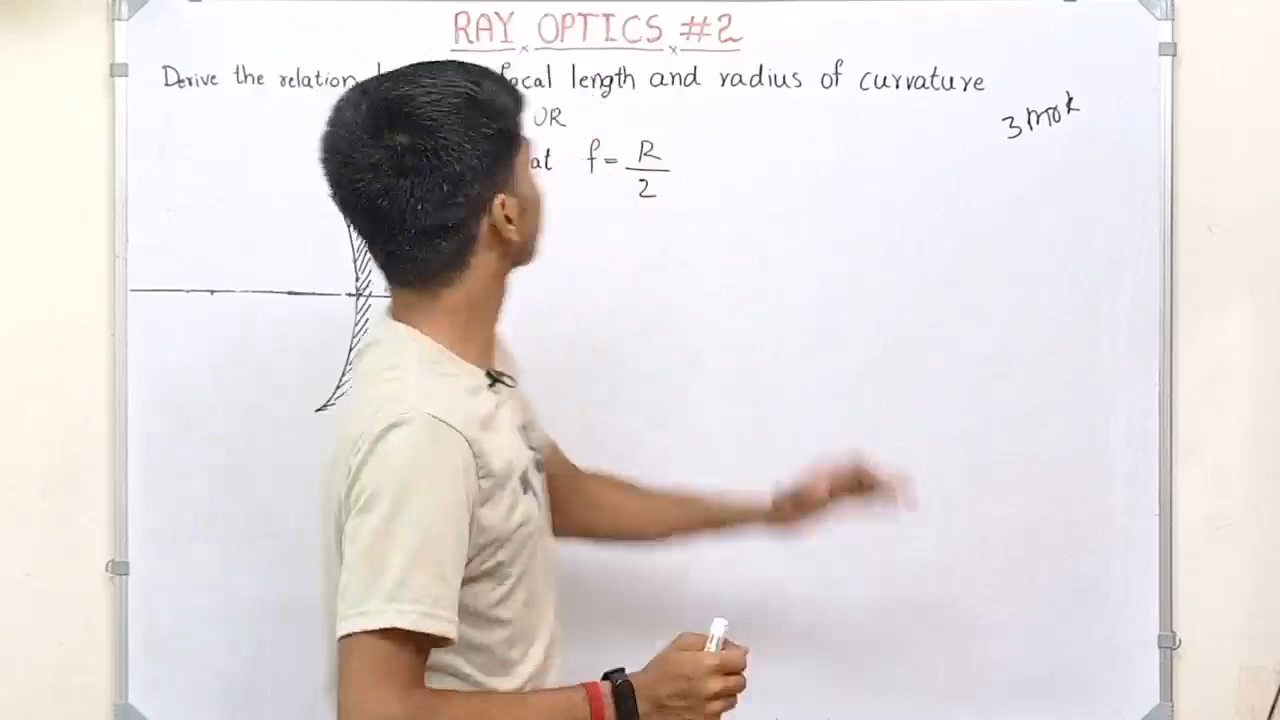 RAY OPTICS #2
Derive the relation focal length and radius of curvature
3 mark
OR
at f = R/2